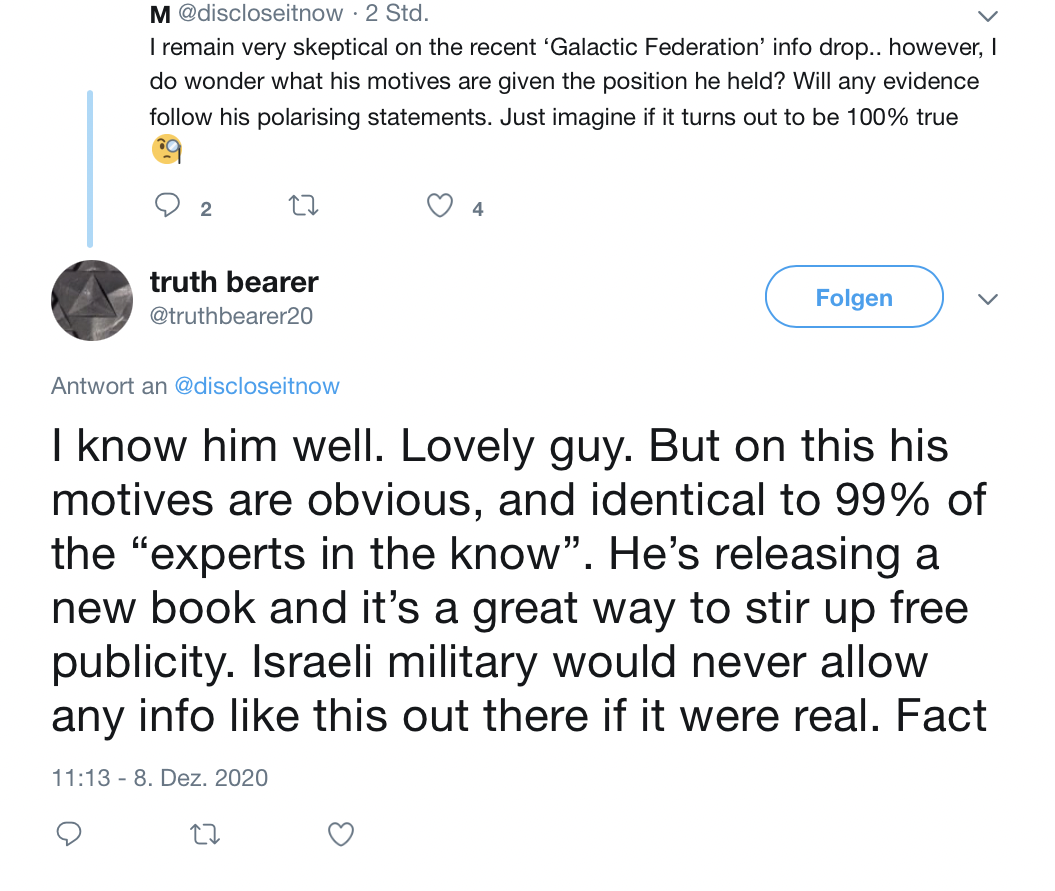 M @discloseitnow · 2 Std.
I remain very skeptical on the recent ‘Galactic Federation’ info drop.. however, I
do wonder what his motives are given the position he held? Will any evidence
follow his polarising statements. Just imagine if it turns out to be 100% true
🧐
2 4
truth bearer
@truthbearer20
Folgen
Antwort an @discloseitnow
I know him well. Lovely guy. But on this his
motives are obvious, and identical to 99% of
the “experts in the know”. He’s releasing a
new book and it’s a great way to stir up free
publicity. Israeli military would never allow
any info like this out there if it were real. Fact
11:13 - 8. Dez. 2020